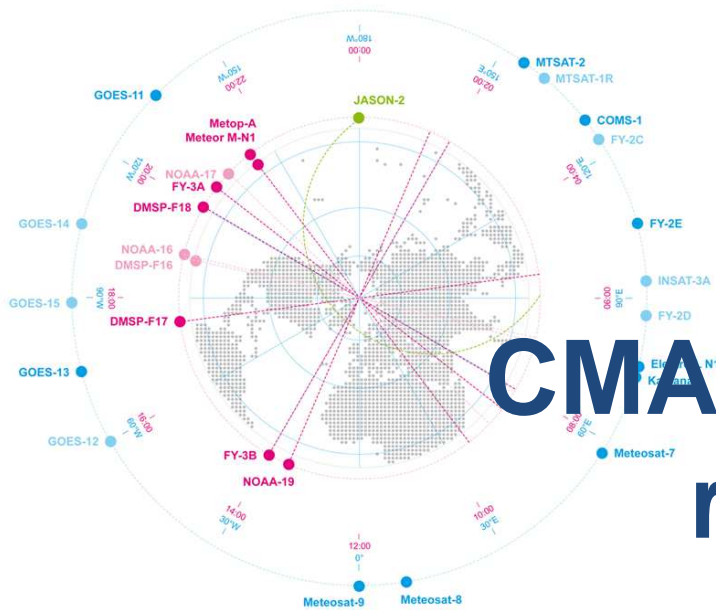 180°W
00:00
150°W
22:00
150°E
02:00
MTSAT-2
MTSAT-1R
GOES-11
JASON-2
Metop-A
Meteor M-N1
COMS-1
FY-2C
120°W
20:00
120°E
04:00
NOAA-17
FY-3A
DMSP-F18
GOES-14
FY-2E
NOAA-16
DMSP-F16
INSAT-3A
90°W
18:00
06:00
90°E
GOES-15
FY-2D
DMSP-F17
CMA
GOES-13
60°W
16:00
08:00
60°E
GOES-12
Meteosat-7
FY-3B
NOAA-19
14:00
30°W
10:00
30°E
12:00
0°
Meteosat-9
Meteosat-8